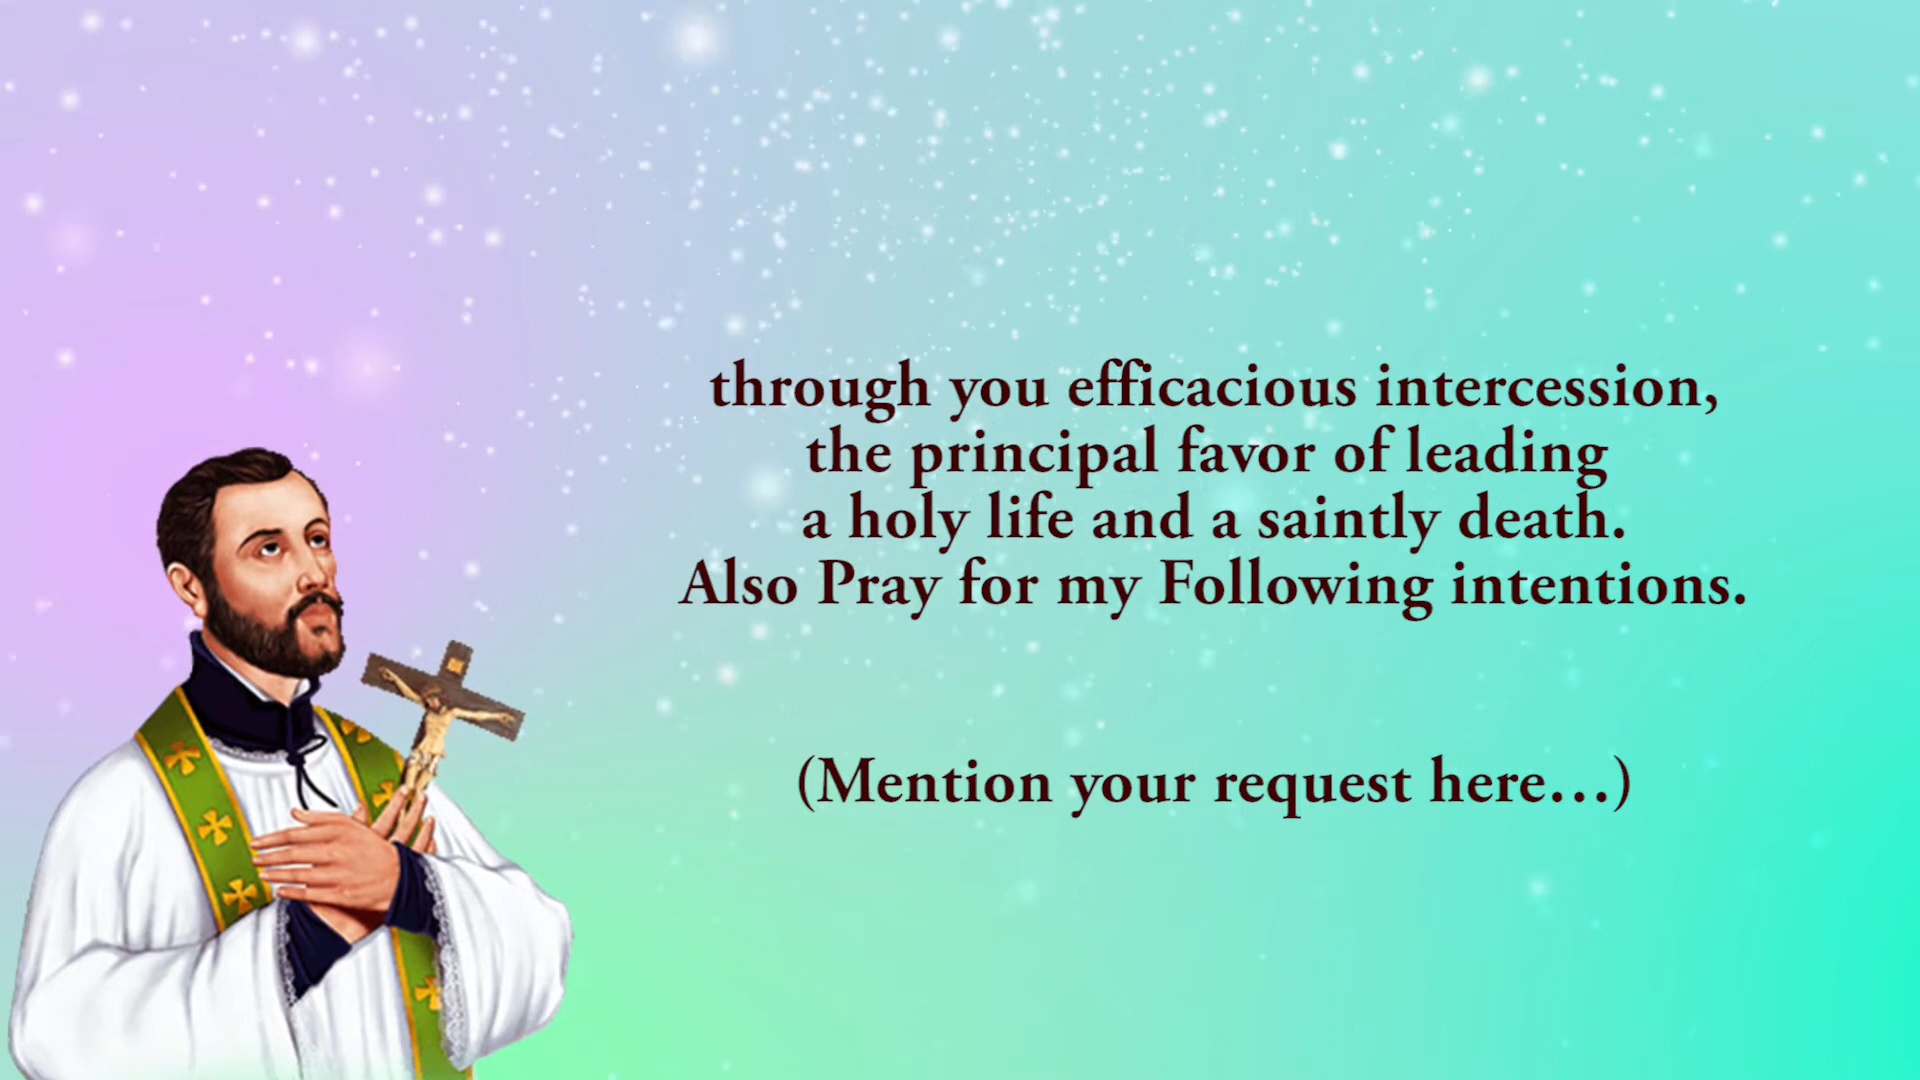 through you efficacious intercession,
the principal favor of leading
a holy life and a saintly death.
Also Pray for my Following intentions.
(Mention your request here...)